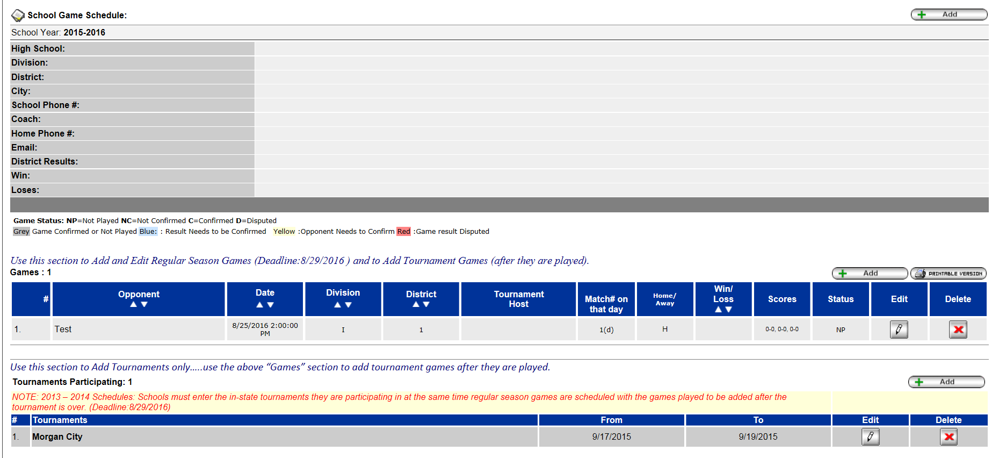 School Game Schedule:
Add
School Year: 2015-2016
High School:
Division:
District:
City:
School Phone #:
Coach:
Home Phone #:
Email:
District Results:
Win:
Loses:
Game Status: NP=Not Played NC=Not Confirmed C=Confirmed D=Disputed
Grey Game Confirmed or Not Played Blue: : Result Needs to be Confirmed Yellow :Opponent Needs to Confirm Red :Game result Disputed
Use this section to Add and Edit Regular Season Games (Deadline:8/29/2016 ) and to Add Tournament Games (after they are played).
Games : 1
Add
PRINTABLE VERSION
#
Opponent
▲▼
Date
▲▼
Division
▲▼
District
▲▼
Tournament
Host
Match# on
that day
Home/
Away
Win/
Loss
▲▼
Scores
Status
Edit
Delete
1.
Test
8/25/2016 2:00:00
PM
I
1
1(d)
H
0-0, 0-0, 0-0
NP
Use this section to Add Tournaments only.....use the above “Games” section to add tournament games after they are played.
Tournaments Participating: 1
Add
NOTE: 2013 – 2014 Schedules: Schools must enter the in-state tournaments they are participating in at the same time regular season games are scheduled with the games played to be added after the
tournament is over. (Deadline:8/29/2016)
# Tournaments From To Edit Delete
1. Morgan City 9/17/2015 9/19/2015